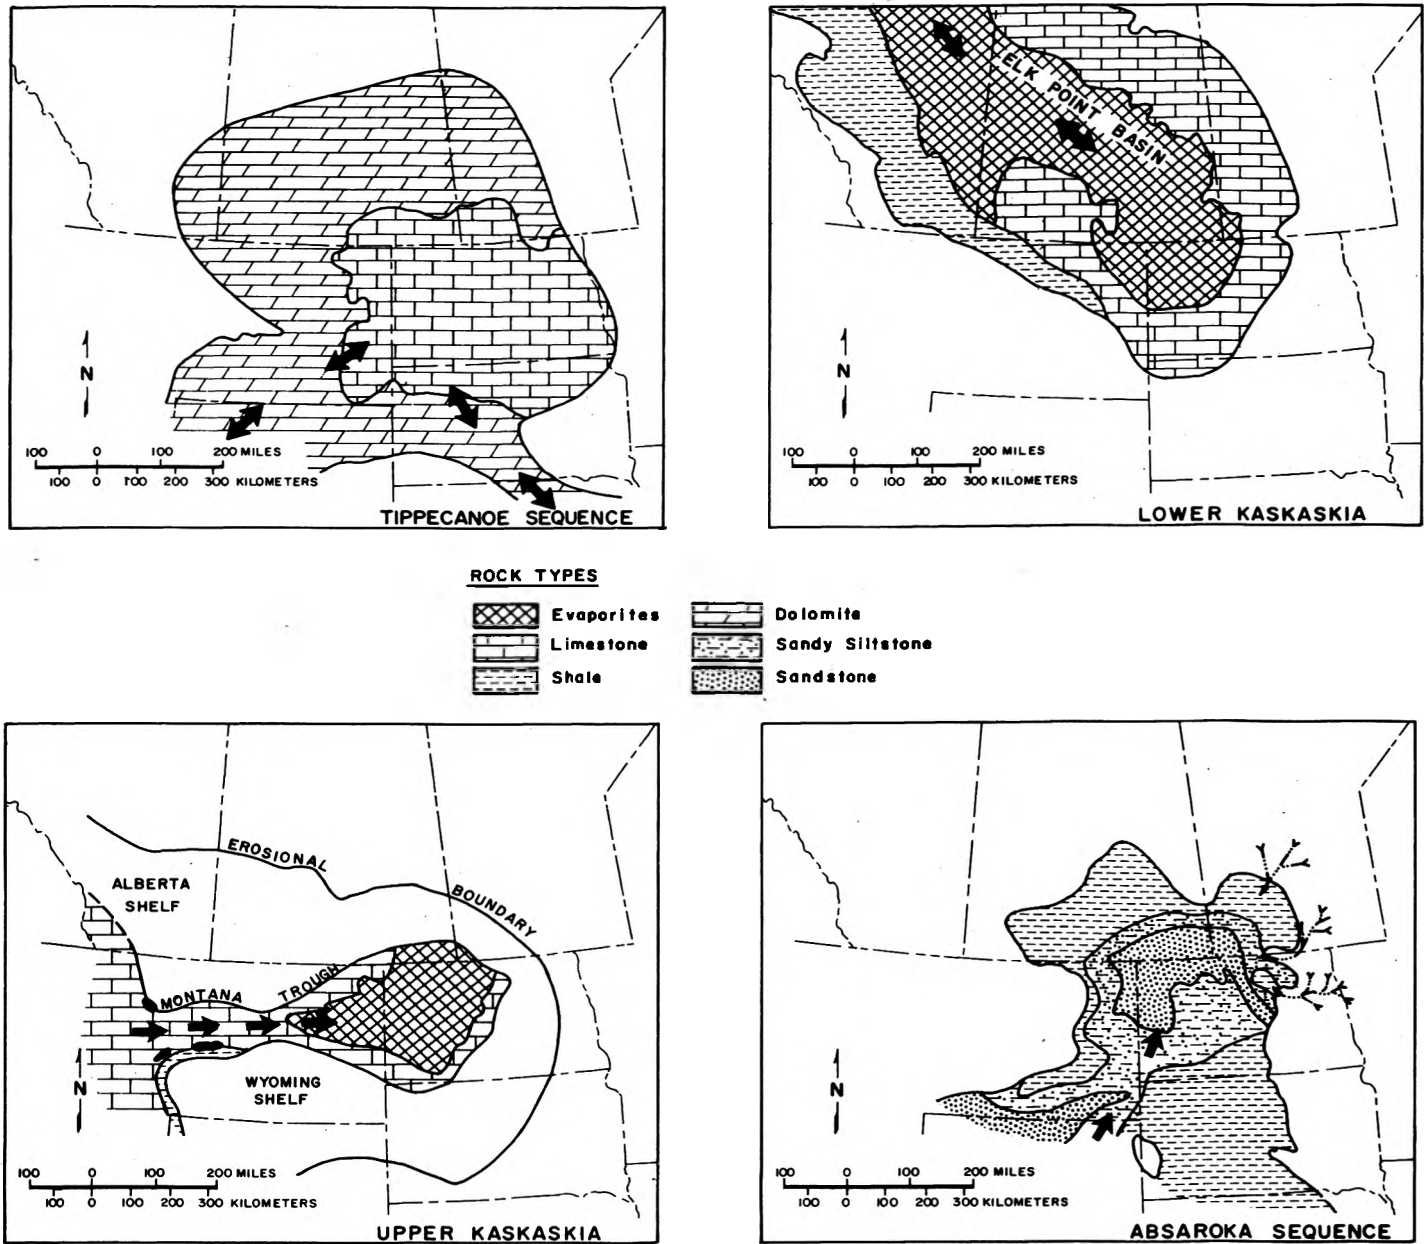 N
100 0 100 200 MILES
100 0 100 200 300 KILOMETERS
TIPPECANOE SEQUENCE
ELK POINT BASIN
N
100 0 100 200 MILES
100 0 100 200 300 KILOMETERS
LOWER KASKASKIA
ROCK TYPES
Evaporites
Limestone
Shale
Dolomite
Sandy Siltstone
Sandstone
EROSIONAL BOUNDARY
ALBERTA
SHELF
MONTANA TROUGH
WYOMING
SHELF
N
100 0 100 200 MILES
100 0 100 200 300 KILOMETERS
UPPER KASKASKIA
N
100 0 100 200 MILES
100 0 100 200 300 KILOMETERS
ABSAROKA SEQUENCE